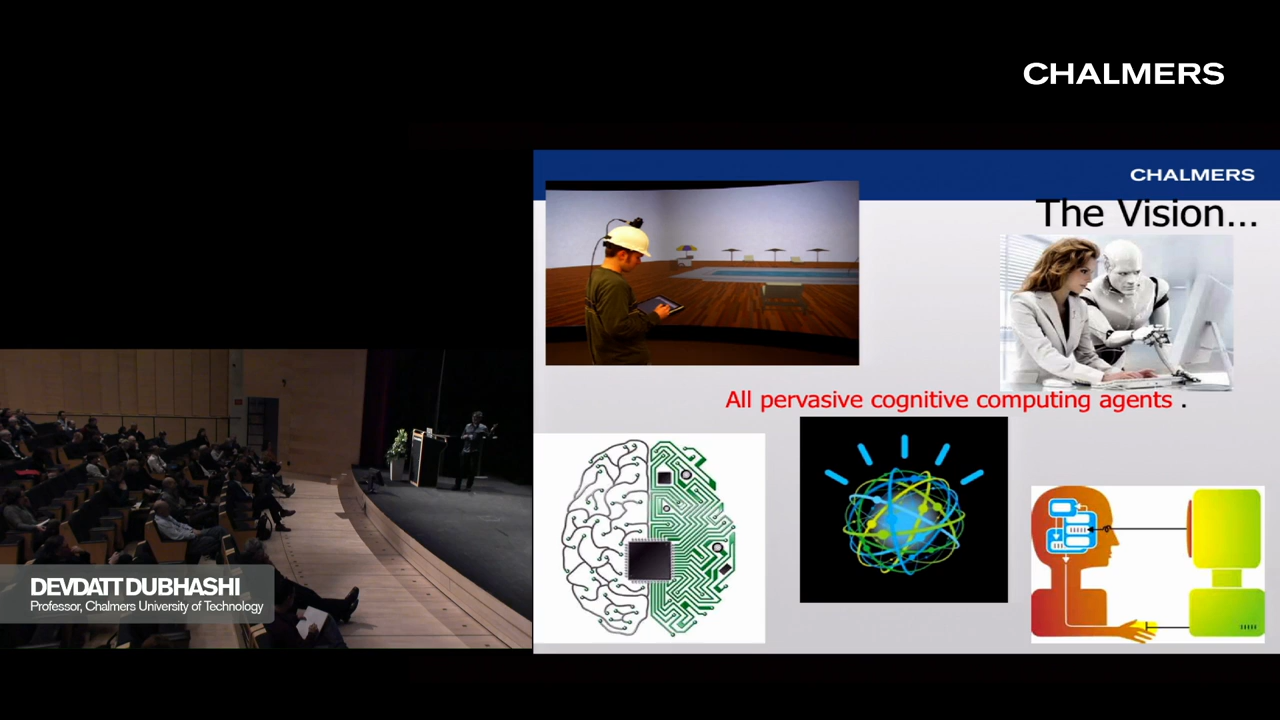 CHALMERS
CHALMERS
The Vision...
All pervasive cognitive computing agents .
DEVDATT DUBHASHI
Professor, Chalmers University of Technology